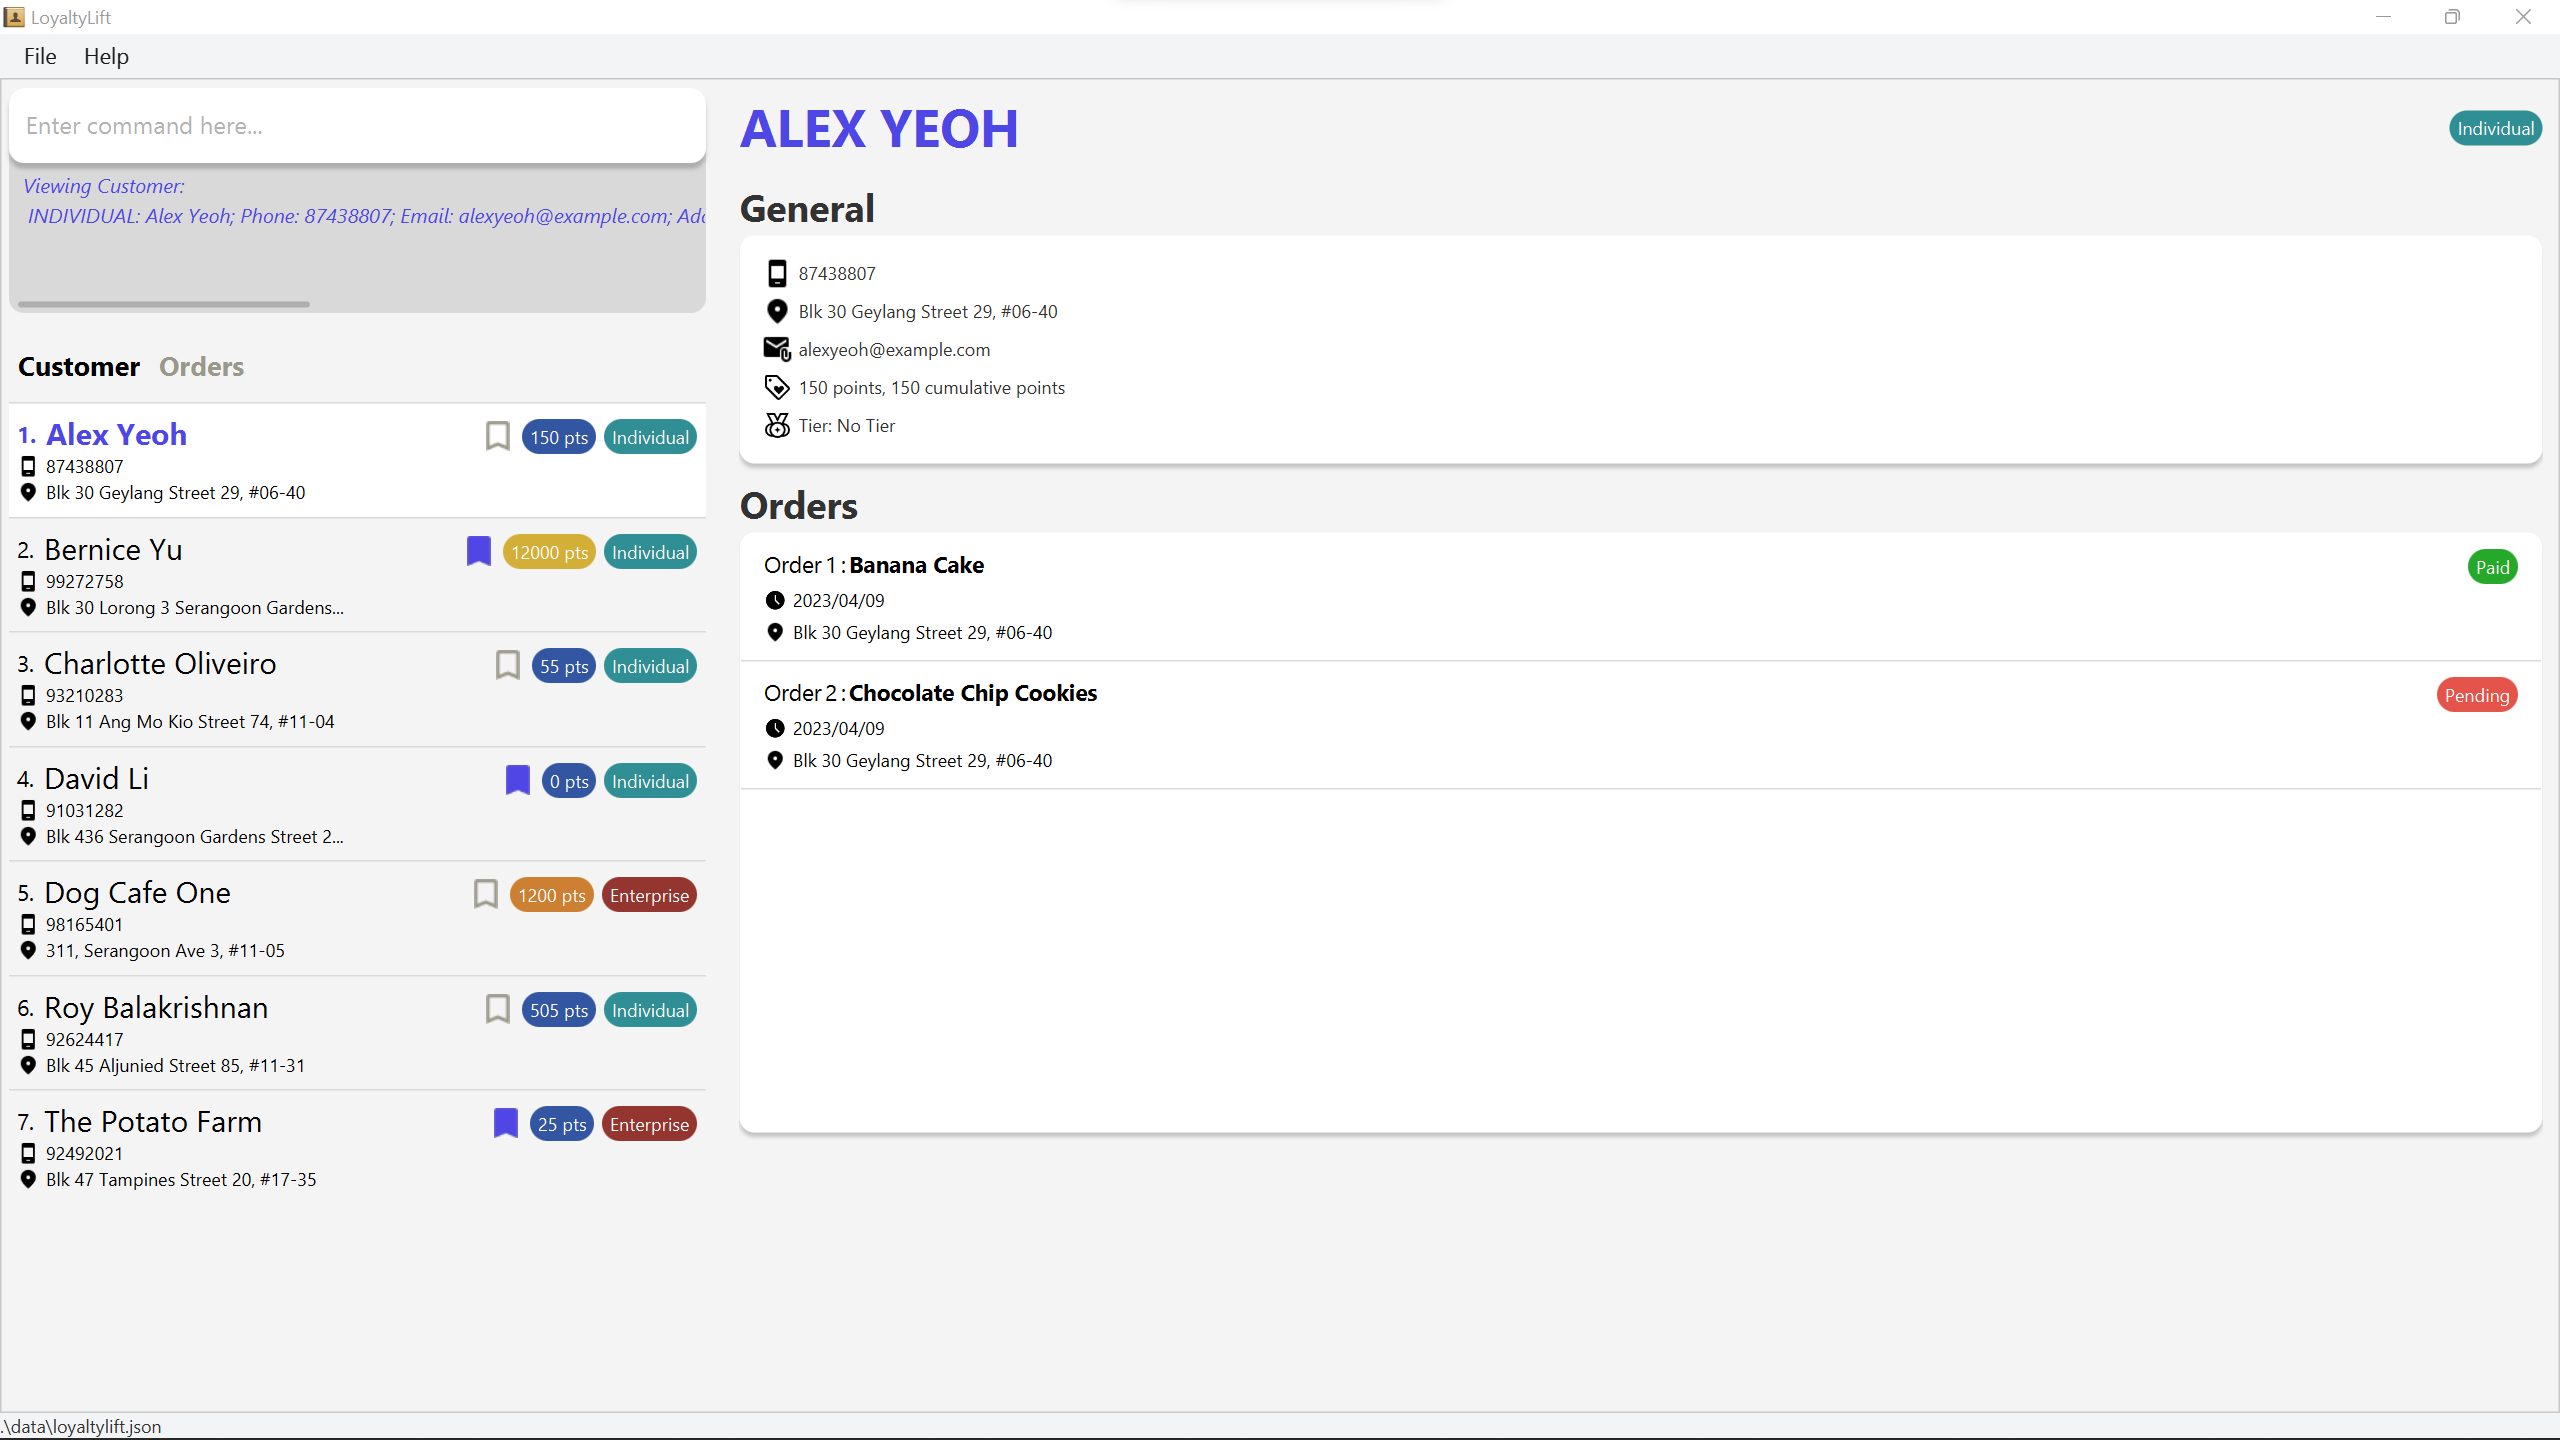 LoyaltyLift
File Help
Enter command here...
Viewing Customer:
INDIVIDUAL: Alex Yeoh; Phone: 87438807; Email: alexyeoh@example.com;
Customer Orders
1. Alex Yeoh 150 pts Individual
87438807
Blk 30 Geylang Street 29, #06-40
2. Bernice Yu 12000 pts Individual
99272758
Blk 30 Lorong 3 Serangoon Gardens...
3. Charlotte Oliveiro 55 pts Individual
93210283
Blk 11 Ang Mo Kio Street 74, #11-04
4. David Li 0 pts Individual
91031282
Blk 436 Serangoon Gardens Street 2...
5. Dog Cafe One 1200 pts Enterprise
98165401
311, Serangoon Ave 3, #11-05
6. Roy Balakrishnan 505 pts Individual
92624417
Blk 45 Aljunied Street 85, #11-31
7. The Potato Farm 25 pts Enterprise
92492021
Blk 47 Tampines Street 20, #17-35
ALEX YEOH Individual
General
87438807
Blk 30 Geylang Street 29, #06-40
alexyeoh@example.com
150 points, 150 cumulative points
Tier: No Tier
Orders
Order 1 : Banana Cake Paid
2023/04/09
Blk 30 Geylang Street 29, #06-40
Order 2 : Chocolate Chip Cookies Pending
2023/04/09
Blk 30 Geylang Street 29, #06-40
.\data\loyaltylift.json